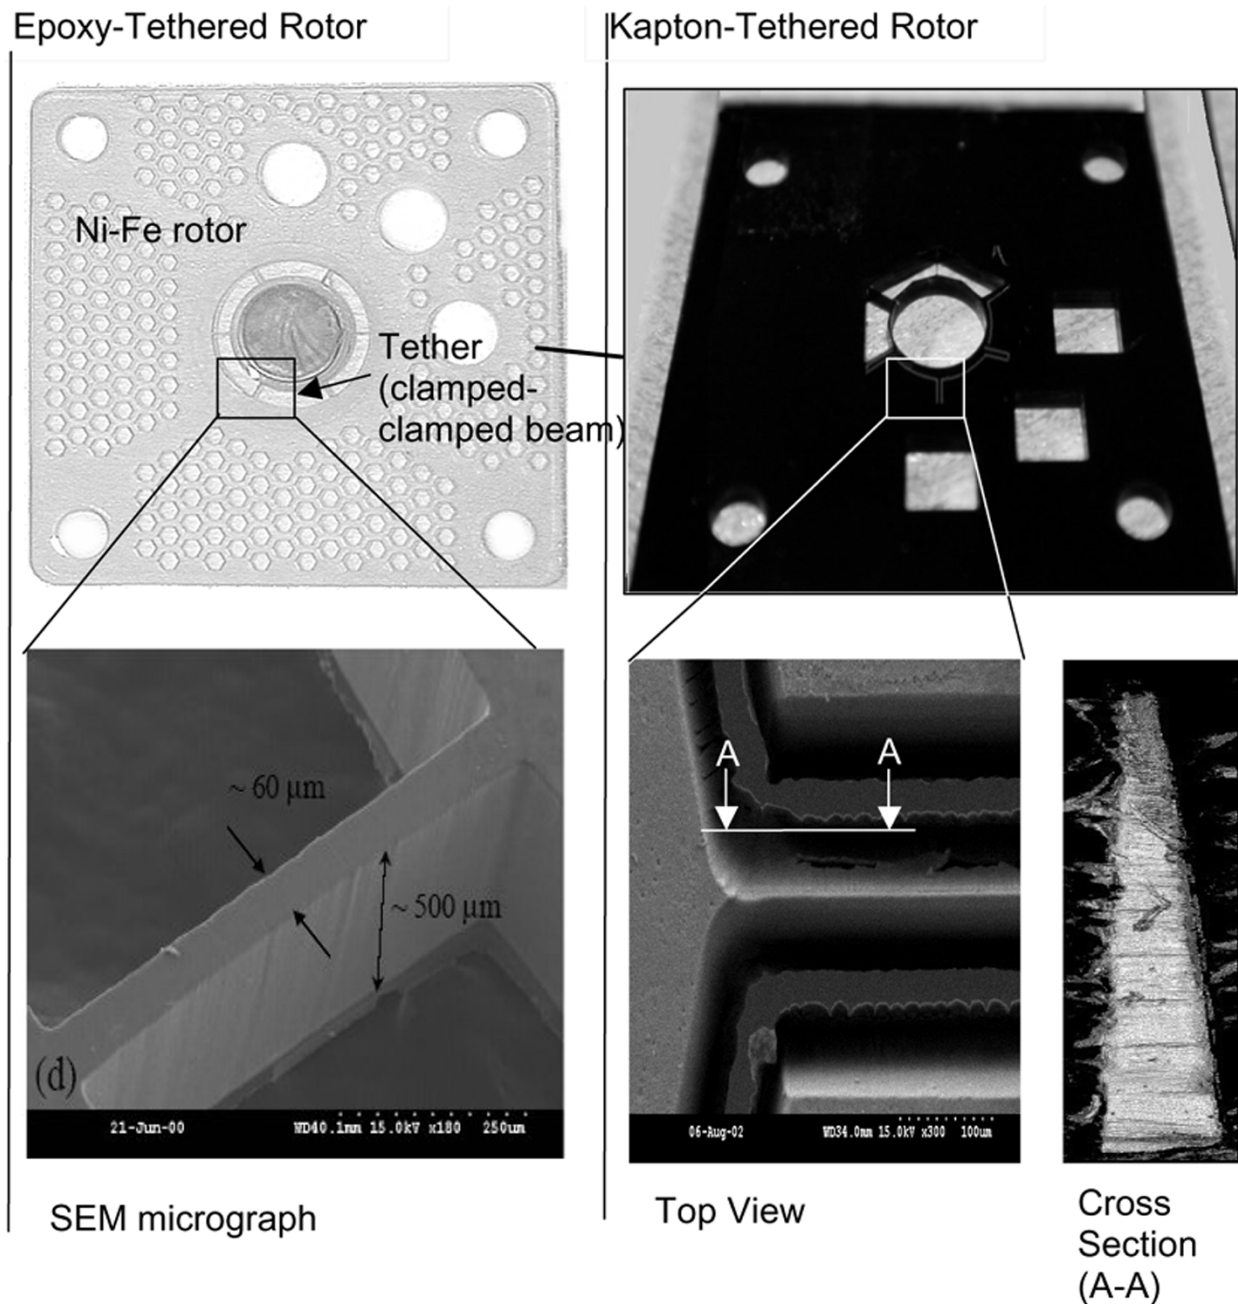 Epoxy-Tethered Rotor
Kapton-Tethered Rotor
Ni-Fe rotor
Tether
(clamped-
clamped beam)
~ 60 µm
~ 500 µm
(d)
21-Jun-00 WD40.1mm 15.0kV x180 250um
A A
06-Aug-02 WD34.0mm 15.0kV x300 100um
SEM micrograph
Top View
Cross
Section
(A-A)